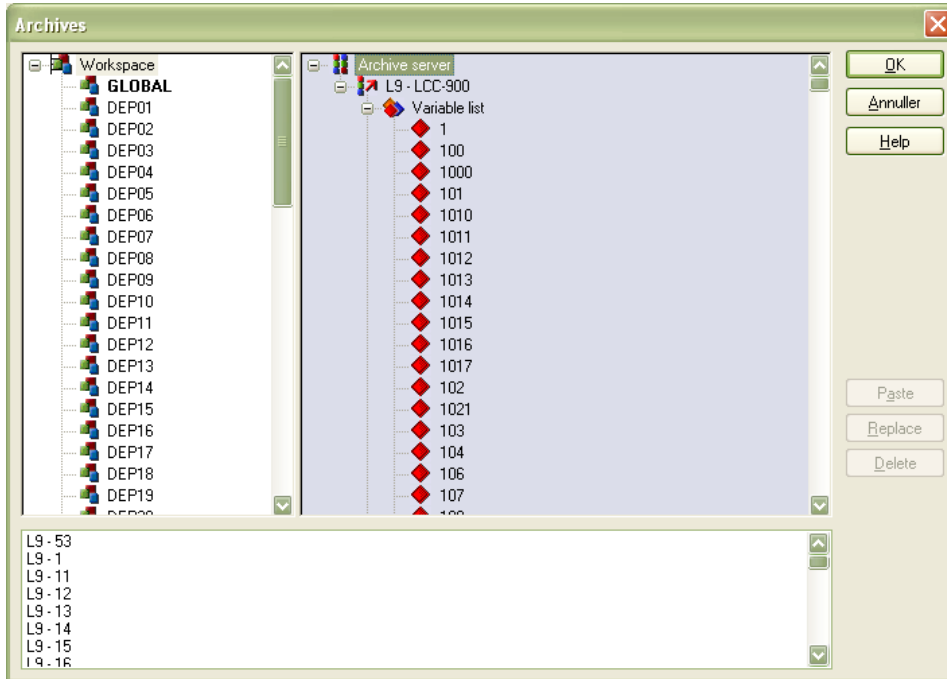 Archives
Workspace
GLOBAL
DEP01
DEP02
DEP03
DEP04
DEP05
DEP06
DEP07
DEP08
DEP09
DEP10
DEP11
DEP12
DEP13
DEP14
DEP15
DEP16
DEP17
DEP18
DEP19
Archive server
L9 - LCC-900
Variable list
1
100
1000
101
1010
1011
1012
1013
1014
1015
1016
1017
102
1021
103
104
106
107
OK
Annuller
Help
Paste
Replace
Delete
L9 - 53
L9 - 1
L9 - 11
L9 - 12
L9 - 13
L9 - 14
L9 - 15
L9 - 16